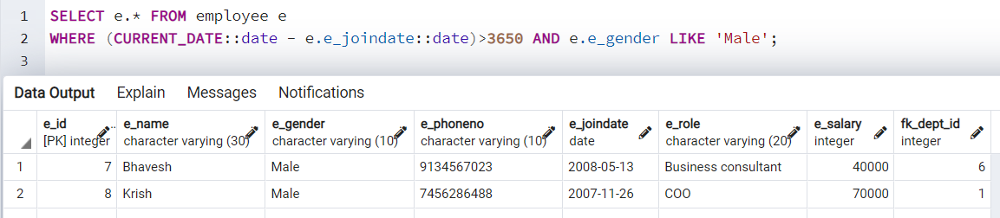 1 SELECT e.* FROM employee e
2 WHERE (CURRENT_DATE::date - e.e_joindate::date)>3650 AND e.e_gender LIKE 'Male';
3
Data Output Explain Messages Notifications
e_id .. e_name e_gender e_phoneno e_joindate e_role e_salary fk_dept_id
[PK] integer character varying (30) character varying (10) character varying (10) date character varying (20) integer integer
1 7 Bhavesh Male 9134567023 2008-05-13 Business consultant 40000 6
2 8 Krish Male 7456286488 2007-11-26 COO 70000 1